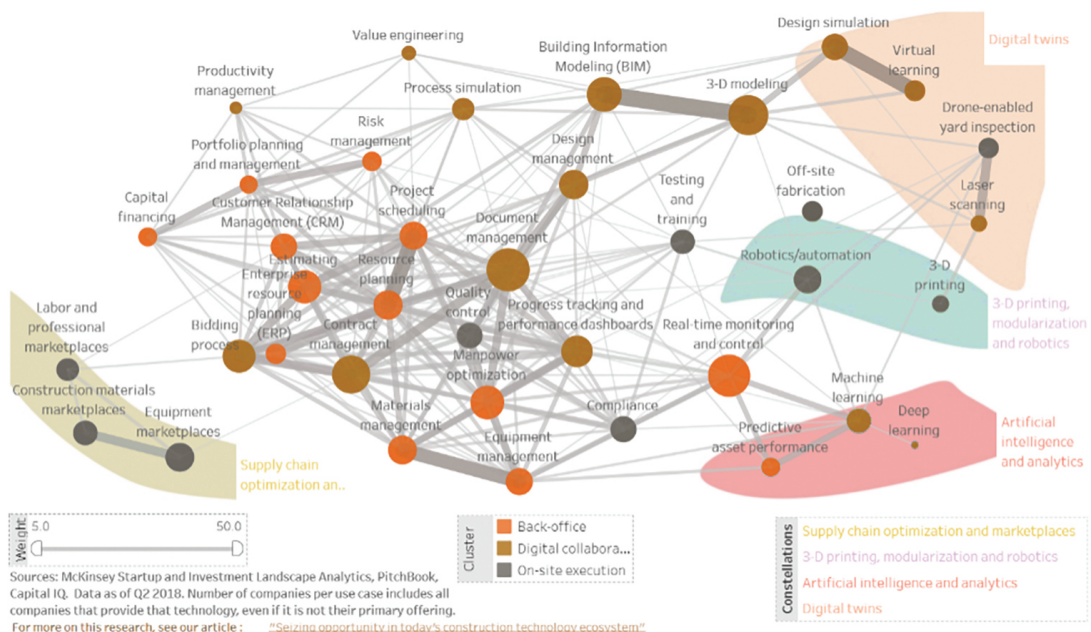 Design simulation
Value engineering
Building Information
Modeling (BIM)
Digital twins
Virtual
learning
Productivity
management
Process simulation
3-D modeling
Drone-enabled
yard inspection
Risk
management
Portfolio planning
and management
Design
management
Off-site
fabrication
Testing
and
training
Laser
scanning
Capital
financing
Customer Relationship
Management (CRM)
Project
scheduling
Document
management
Robotics/automation
3-D
printing
Estimating
Enterprise
resource
planning
(ERP)
Resource
planning
Quality
control
Progress tracking and
performance dashboards
Real-time monitoring
and control
3-D printing,
modularization
and robotics
Labor and
professional
marketplaces
Bidding
process
Contract
management
Manpower
optimization
Construction materials
marketplaces
Equipment
marketplaces
Materials
management
Compliance
Machine
learning
Deep
learning
Predictive
asset performance
Equipment
management
Artificial
intelligence
and analytics
Supply chain
optimization an..
Weight
5.0
50.0
Cluster
Back-office
Digital collabora...
On-site execution
Constellations
Supply chain optimization and marketplaces
3-D printing, modularization and robotics
Artificial intelligence and analytics
Digital twins
Sources: McKinsey Startup and Investment Landscape Analytics, PitchBook,
Capital IQ. Data as of Q2 2018. Number of companies per use case includes all
companies that provide that technology, even if it is not their primary offering.
For more on this research, see our article : "Seizing opportunity in today's construction technology ecosystem"